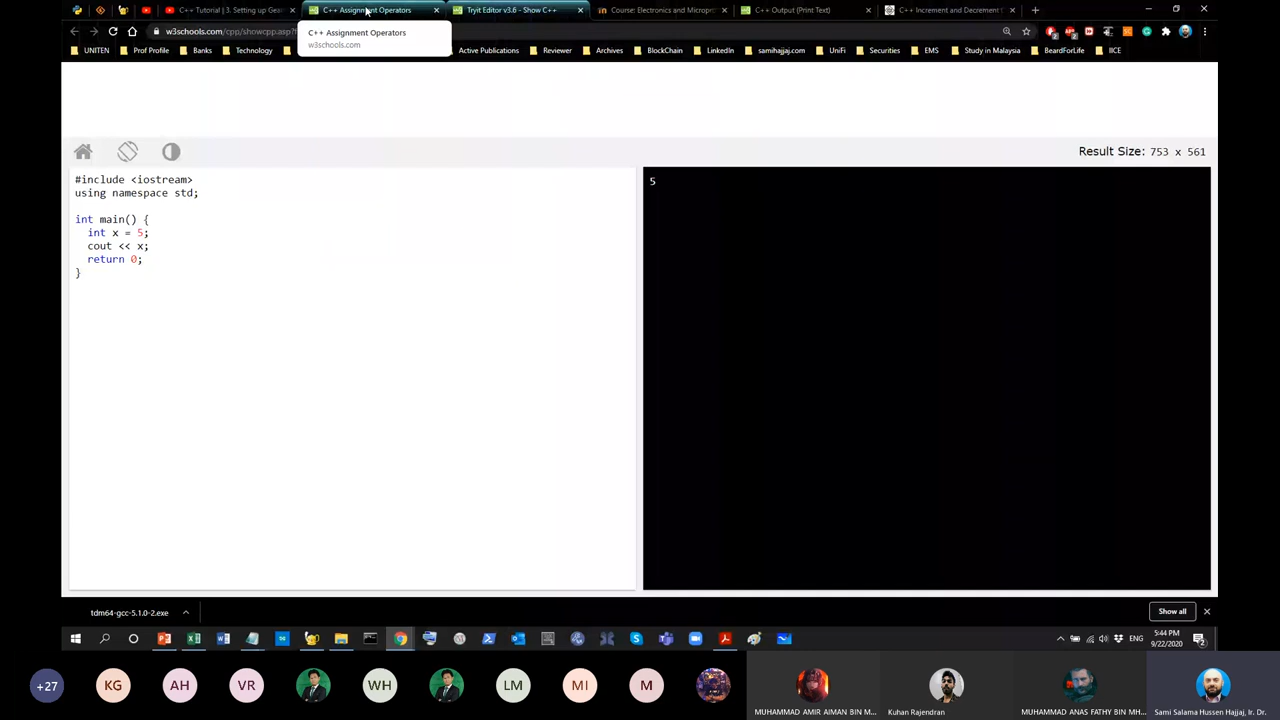 C++ Tutorial | 3. Setting up Gea
C++ Assignment Operators
Tryit Editor v3.6 - Show C++
Course: Electronics and Microp
C++ Output (Print Text)
C++ Increment and Decrement
w3schools.com/cpp/showcpp.asp?
C++ Assignment Operators
w3schools.com
UNITEN
Prof Profile
Banks
Technology
Active Publications
Reviewer
Archives
BlockChain
LinkedIn
samihajjaj.com
UniFi
Securities
EMS
Study in Malaysia
BeardForLife
IICE
Result Size: 753 x 561
#include <iostream>
using namespace std;
int main() {
int x = 5;
cout << x;
return 0;
}
5
tdm64-gcc-5.1.0-2.exe
Show all
ENG
5:44 PM
9/22/2020
+27
KG
AH
VR
WH
LM
MI
M
MUHAMMAD AMIR AIMAN BIN M...
Kuhan Rajendran
MUHAMMAD ANAS FATHY BIN MH...
Sami Salama Hussen Hajjaj, Ir. Dr.